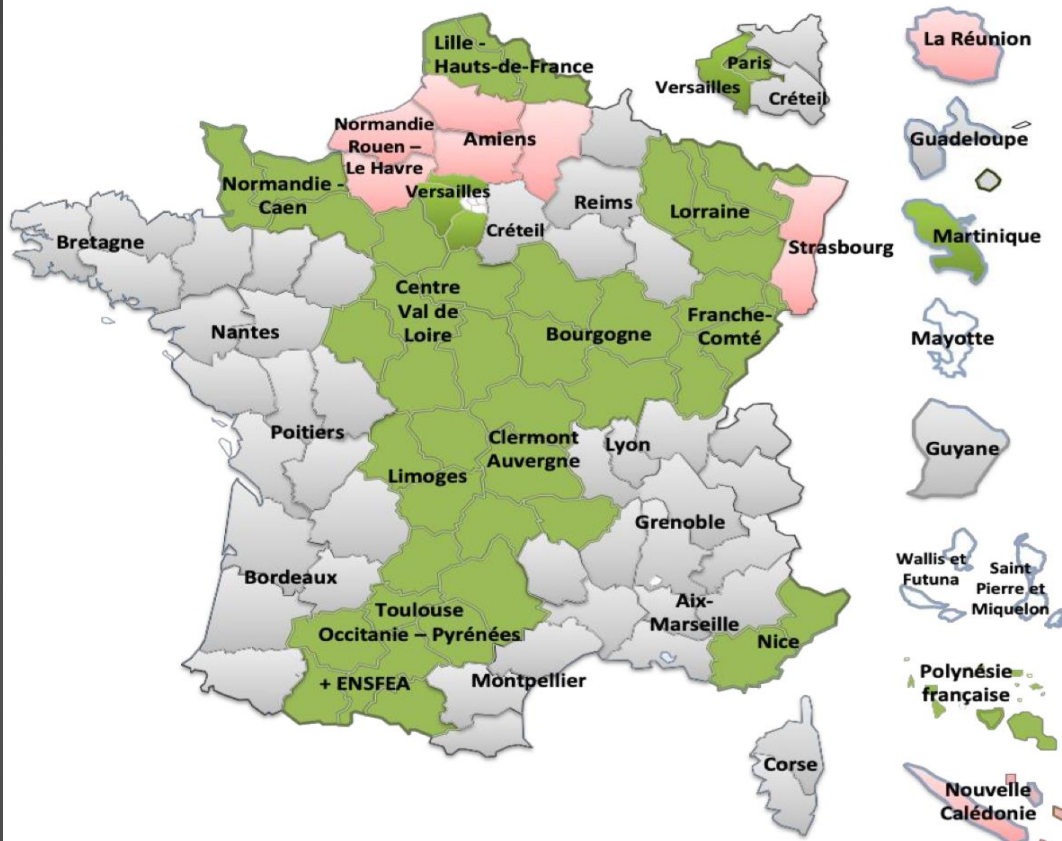 Lille -
Hauts-de-France
Paris
Versailles
Créteil
La Réunion
Normandie
Rouen –
Le Havre
Amiens
Guadeloupe
Normandie -
Caen
Versailles
Créteil
Reims
Lorraine
Strasbourg
Martinique
Bretagne
Centre
Val de
Loire
Bourgogne
Franche-
Comté
Nantes
Mayotte
Poitiers
Limoges
Clermont
Auvergne
Lyon
Guyane
Grenoble
Bordeaux
Toulouse
Occitanie – Pyrénées
+ ENSFEA
Aix-
Marseille
Nice
Montpellier
Wallis et
Futuna
Saint
Pierre et
Miquelon
Polynésie
française
Corse
Nouvelle
Calédonie